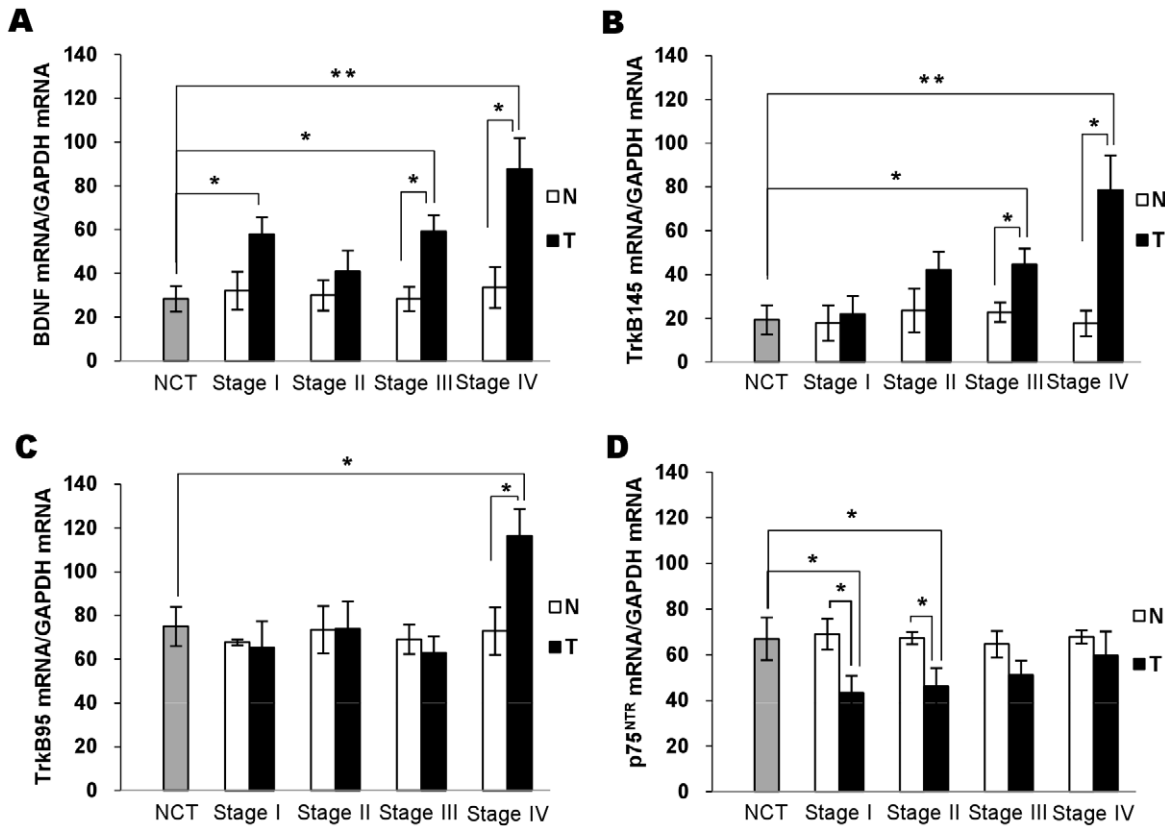 A
BDNF mRNA/GAPDH mRNA
140
120
100
80
60
40
20
0
**
*
*
*
*
N
T
NCT Stage I Stage II Stage III Stage IV
B
TrkB145 mRNA/GAPDH mRNA
140
120
100
80
60
40
20
0
**
*
*
*
N
T
NCT Stage I Stage II Stage III Stage IV
C
TrkB95 mRNA/GAPDH mRNA
140
120
100
80
60
40
20
0
*
*
N
T
NCT Stage I Stage II Stage III Stage IV
D
p75NTR mRNA/GAPDH mRNA
140
120
100
80
60
40
20
0
*
*
*
*
N
T
NCT Stage I Stage II Stage III Stage IV